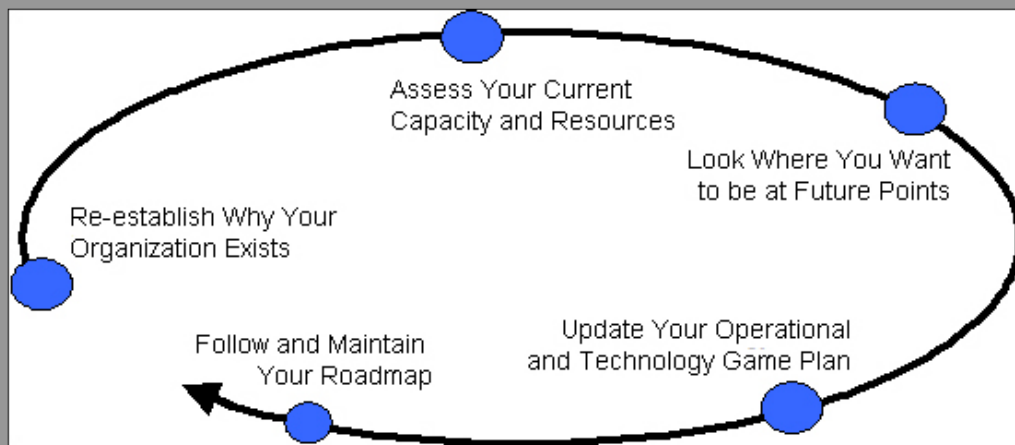 Assess Your Current
Capacity and Resources
Look Where You Want
to be at Future Points
Re-establish Why Your
Organization Exists
Update Your Operational
and Technology Game Plan
Follow and Maintain
Your Roadmap